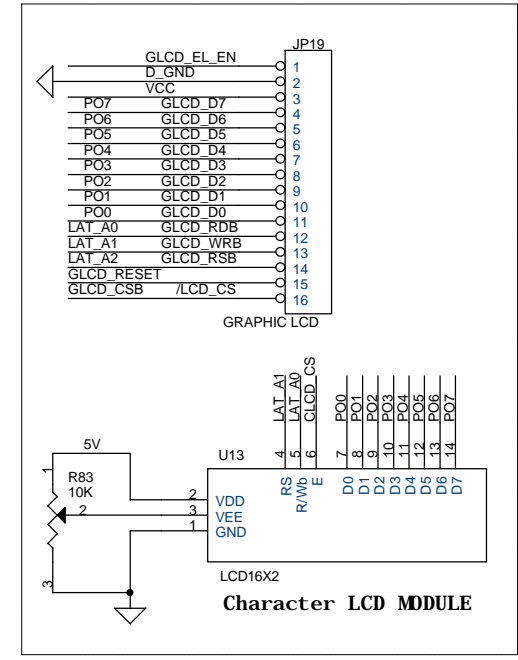 JP19
GLCD_EL_EN 1
D_GND 2
VCC 3
PO7 GLCD_D7 4
PO6 GLCD_D6 5
PO5 GLCD_D5 6
PO4 GLCD_D4 7
PO3 GLCD_D3 8
PO2 GLCD_D2 9
PO1 GLCD_D1 10
PO0 GLCD_D0 11
LAT_A0 GLCD_RDB 12
LAT_A1 GLCD_WRB 13
LAT_A2 GLCD_RSB 14
GLCD_RESET 15
GLCD_CSB /LCD_CS 16
GRAPHIC LCD
LAT_A1 4 RS
LAT_A0 5 R/Wb
CLCD_CS 6 E
PO0 7 D0
PO1 8 D1
PO2 9 D2
PO3 10 D3
PO4 11 D4
PO5 12 D5
PO6 13 D6
PO7 14 D7
5V
U13
1
R83
10K
2
3
2 VDD
3 VEE
1 GND
LCD16X2
Character LCD MODULE